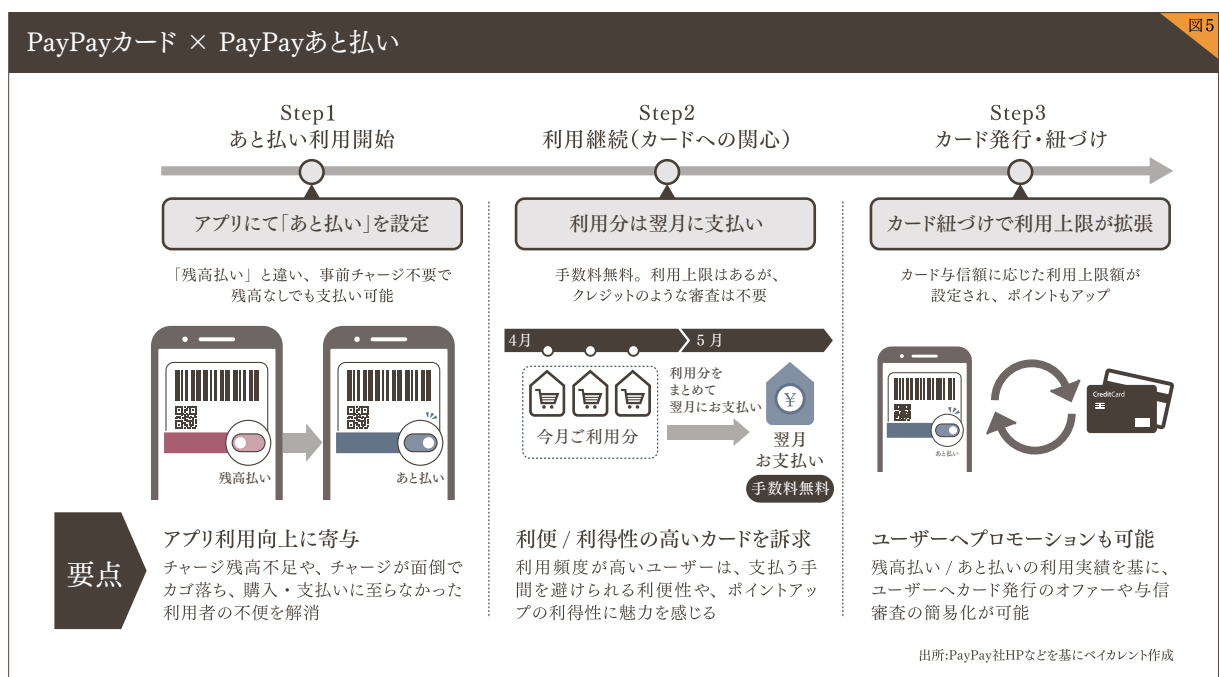 PayPayカード × PayPayあと払い
図5
Step1
あと払い利用開始
Step2
利用継続(カードへの関心)
Step3
カード発行・紐づけ
アプリにて「あと払い」を設定
利用分は翌月に支払い
カード紐づけで利用上限が拡張
「残高払い」と違い、事前チャージ不要で
残高なしでも支払い可能
手数料無料。利用上限はあるが、
クレジットのような審査は不要
カード与信額に応じた利用上限額が
設定され、ポイントもアップ
残高払い
あと払い
4月
5月
今月ご利用分
利用分を
まとめて
翌月にお支払い
¥
翌月
お支払い
手数料無料
あと払い
CreditCard
要点
アプリ利用向上に寄与
チャージ残高不足や、チャージが面倒で
カゴ落ち、購入・支払いに至らなかった
利用者の不便を解消
利便 / 利得性の高いカードを訴求
利用頻度が高いユーザーは、支払う手
間を避けられる利便性や、ポイントアッ
プの利得性に魅力を感じる
ユーザーへプロモーションも可能
残高払い / あと払いの利用実績を基に、
ユーザーへカード発行のオファーや与信
審査の簡易化が可能
出所:PayPay社HPなどを基にベイカレント作成